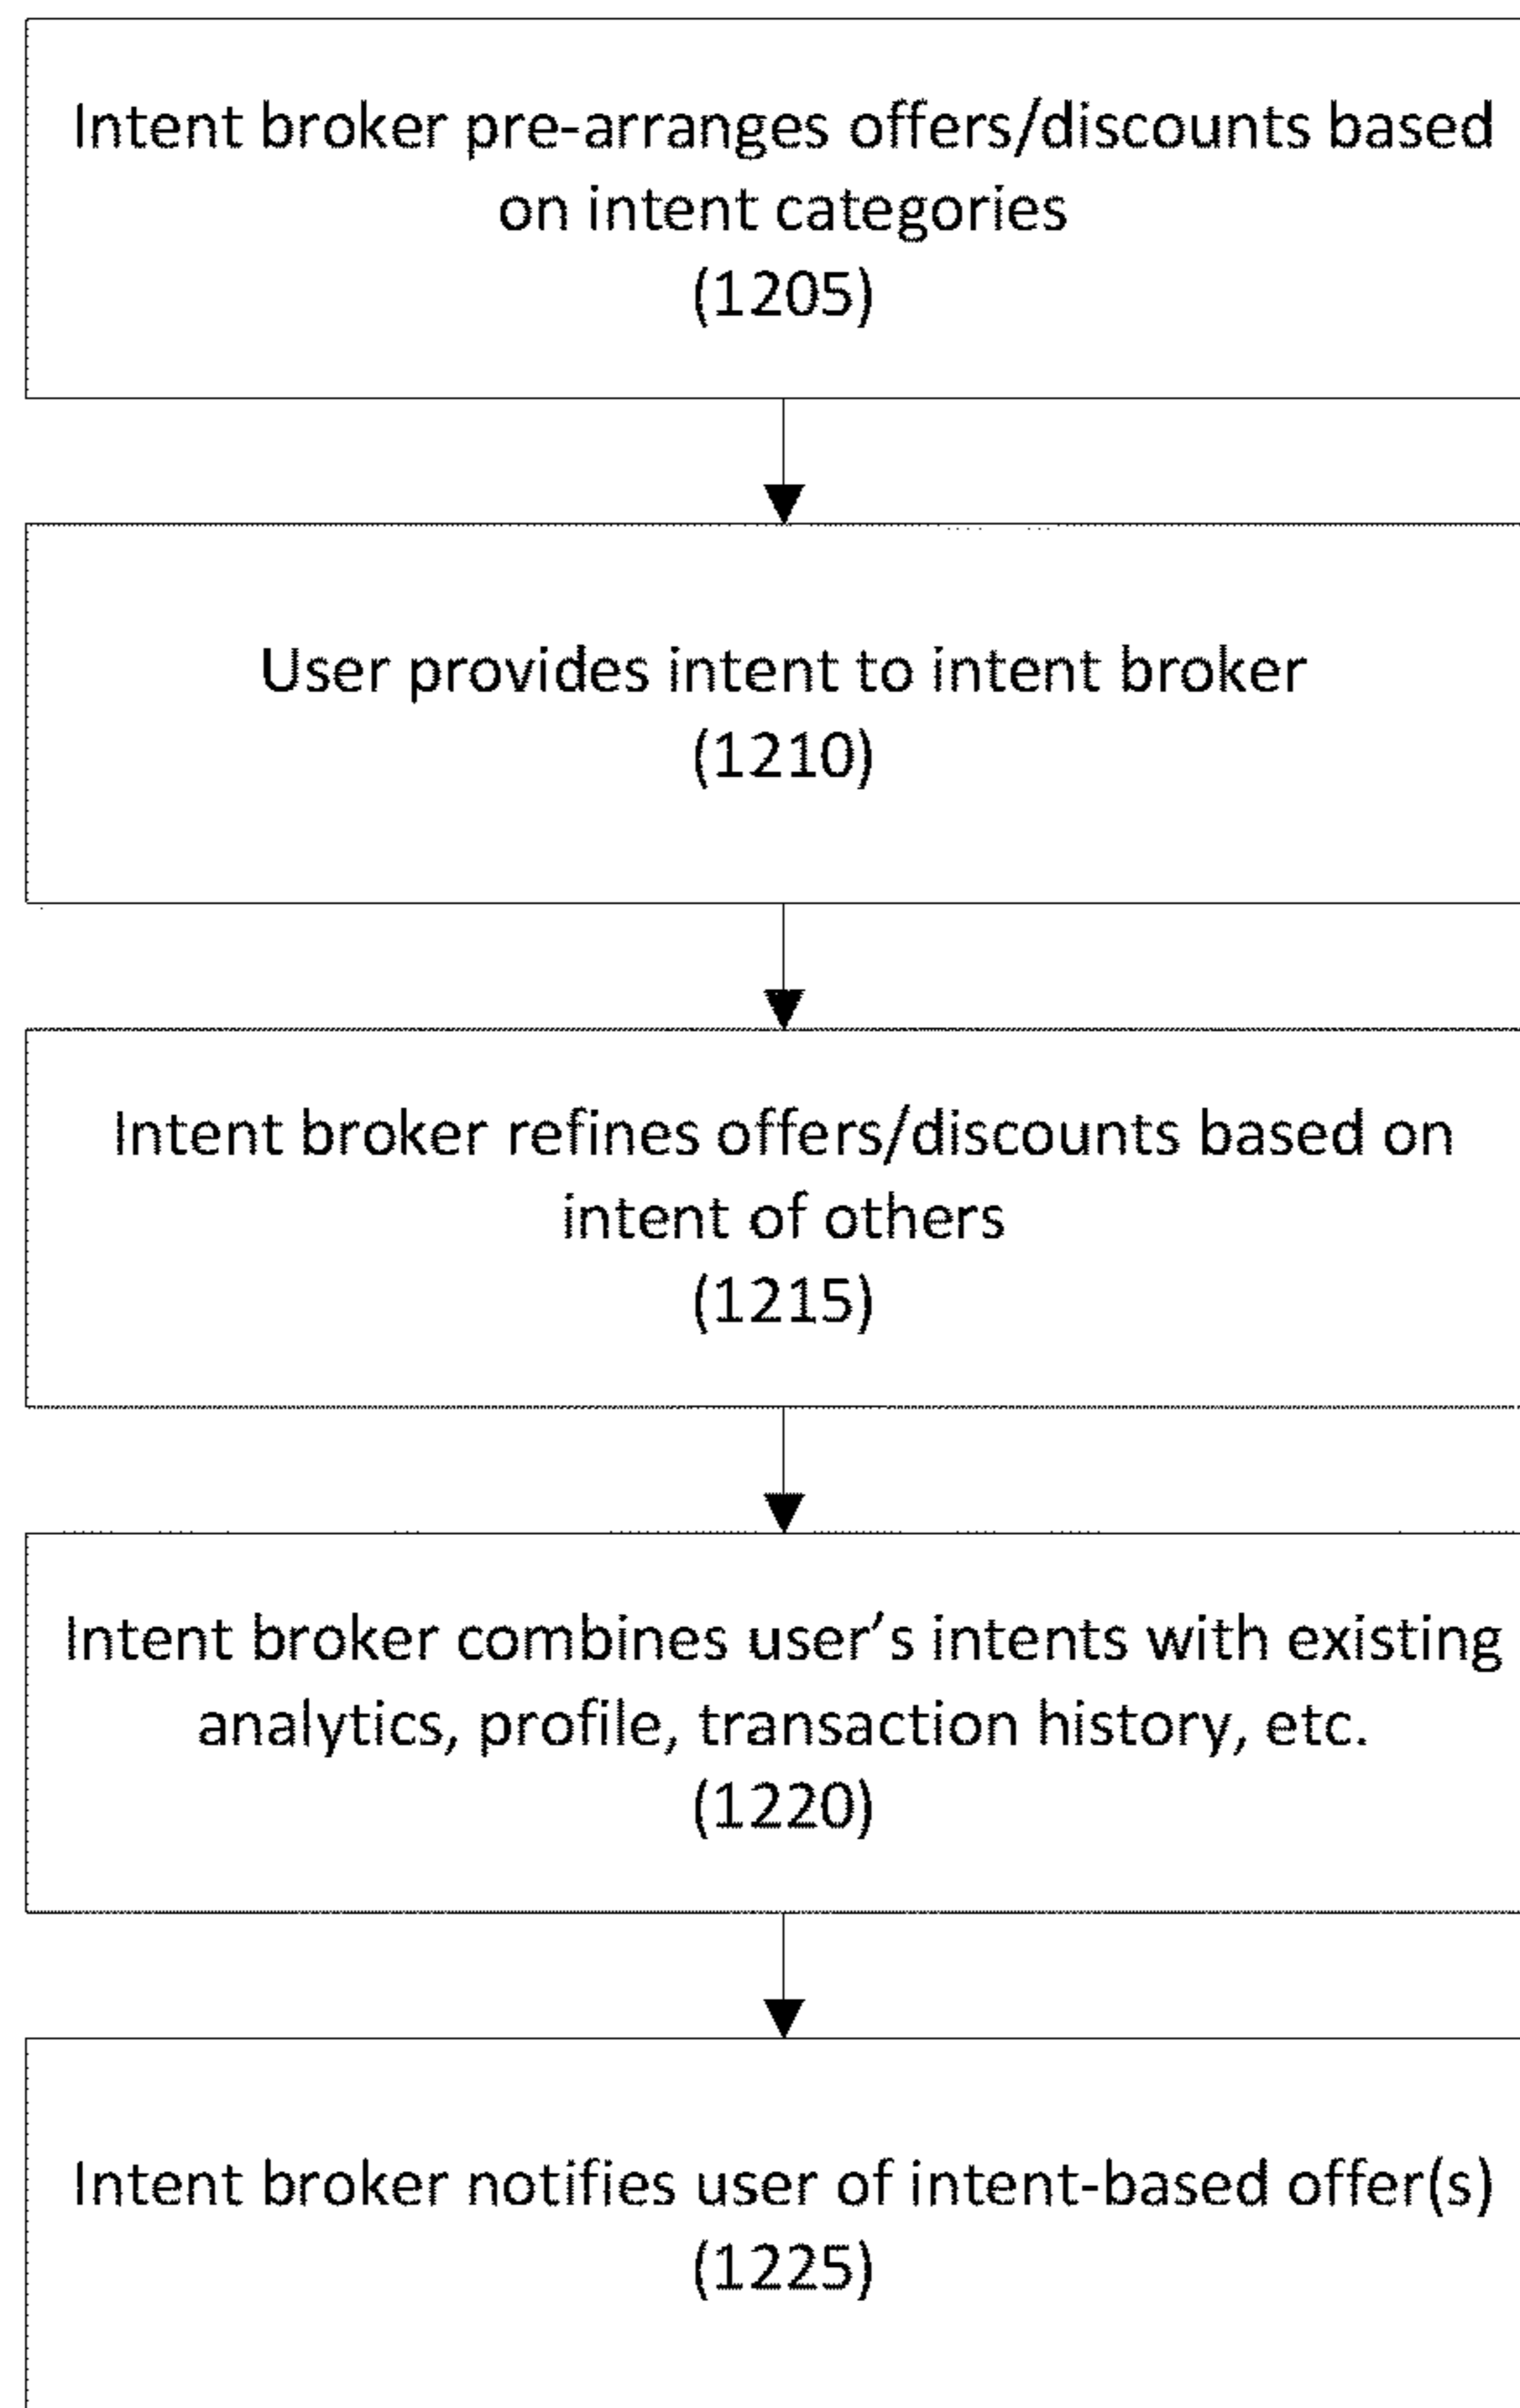 Intent broker pre-arranges offers/discounts based
on intent categories
(1205)
User provides intent to intent broker
(1210)
Intent broker refines offers/discounts based on
intent of others
(1215)
Intent broker combines user’s intents with existing
analytics, profile, transaction history, etc.
(1220)
Intent broker notifies user of intent-based offer(s)
(1225)